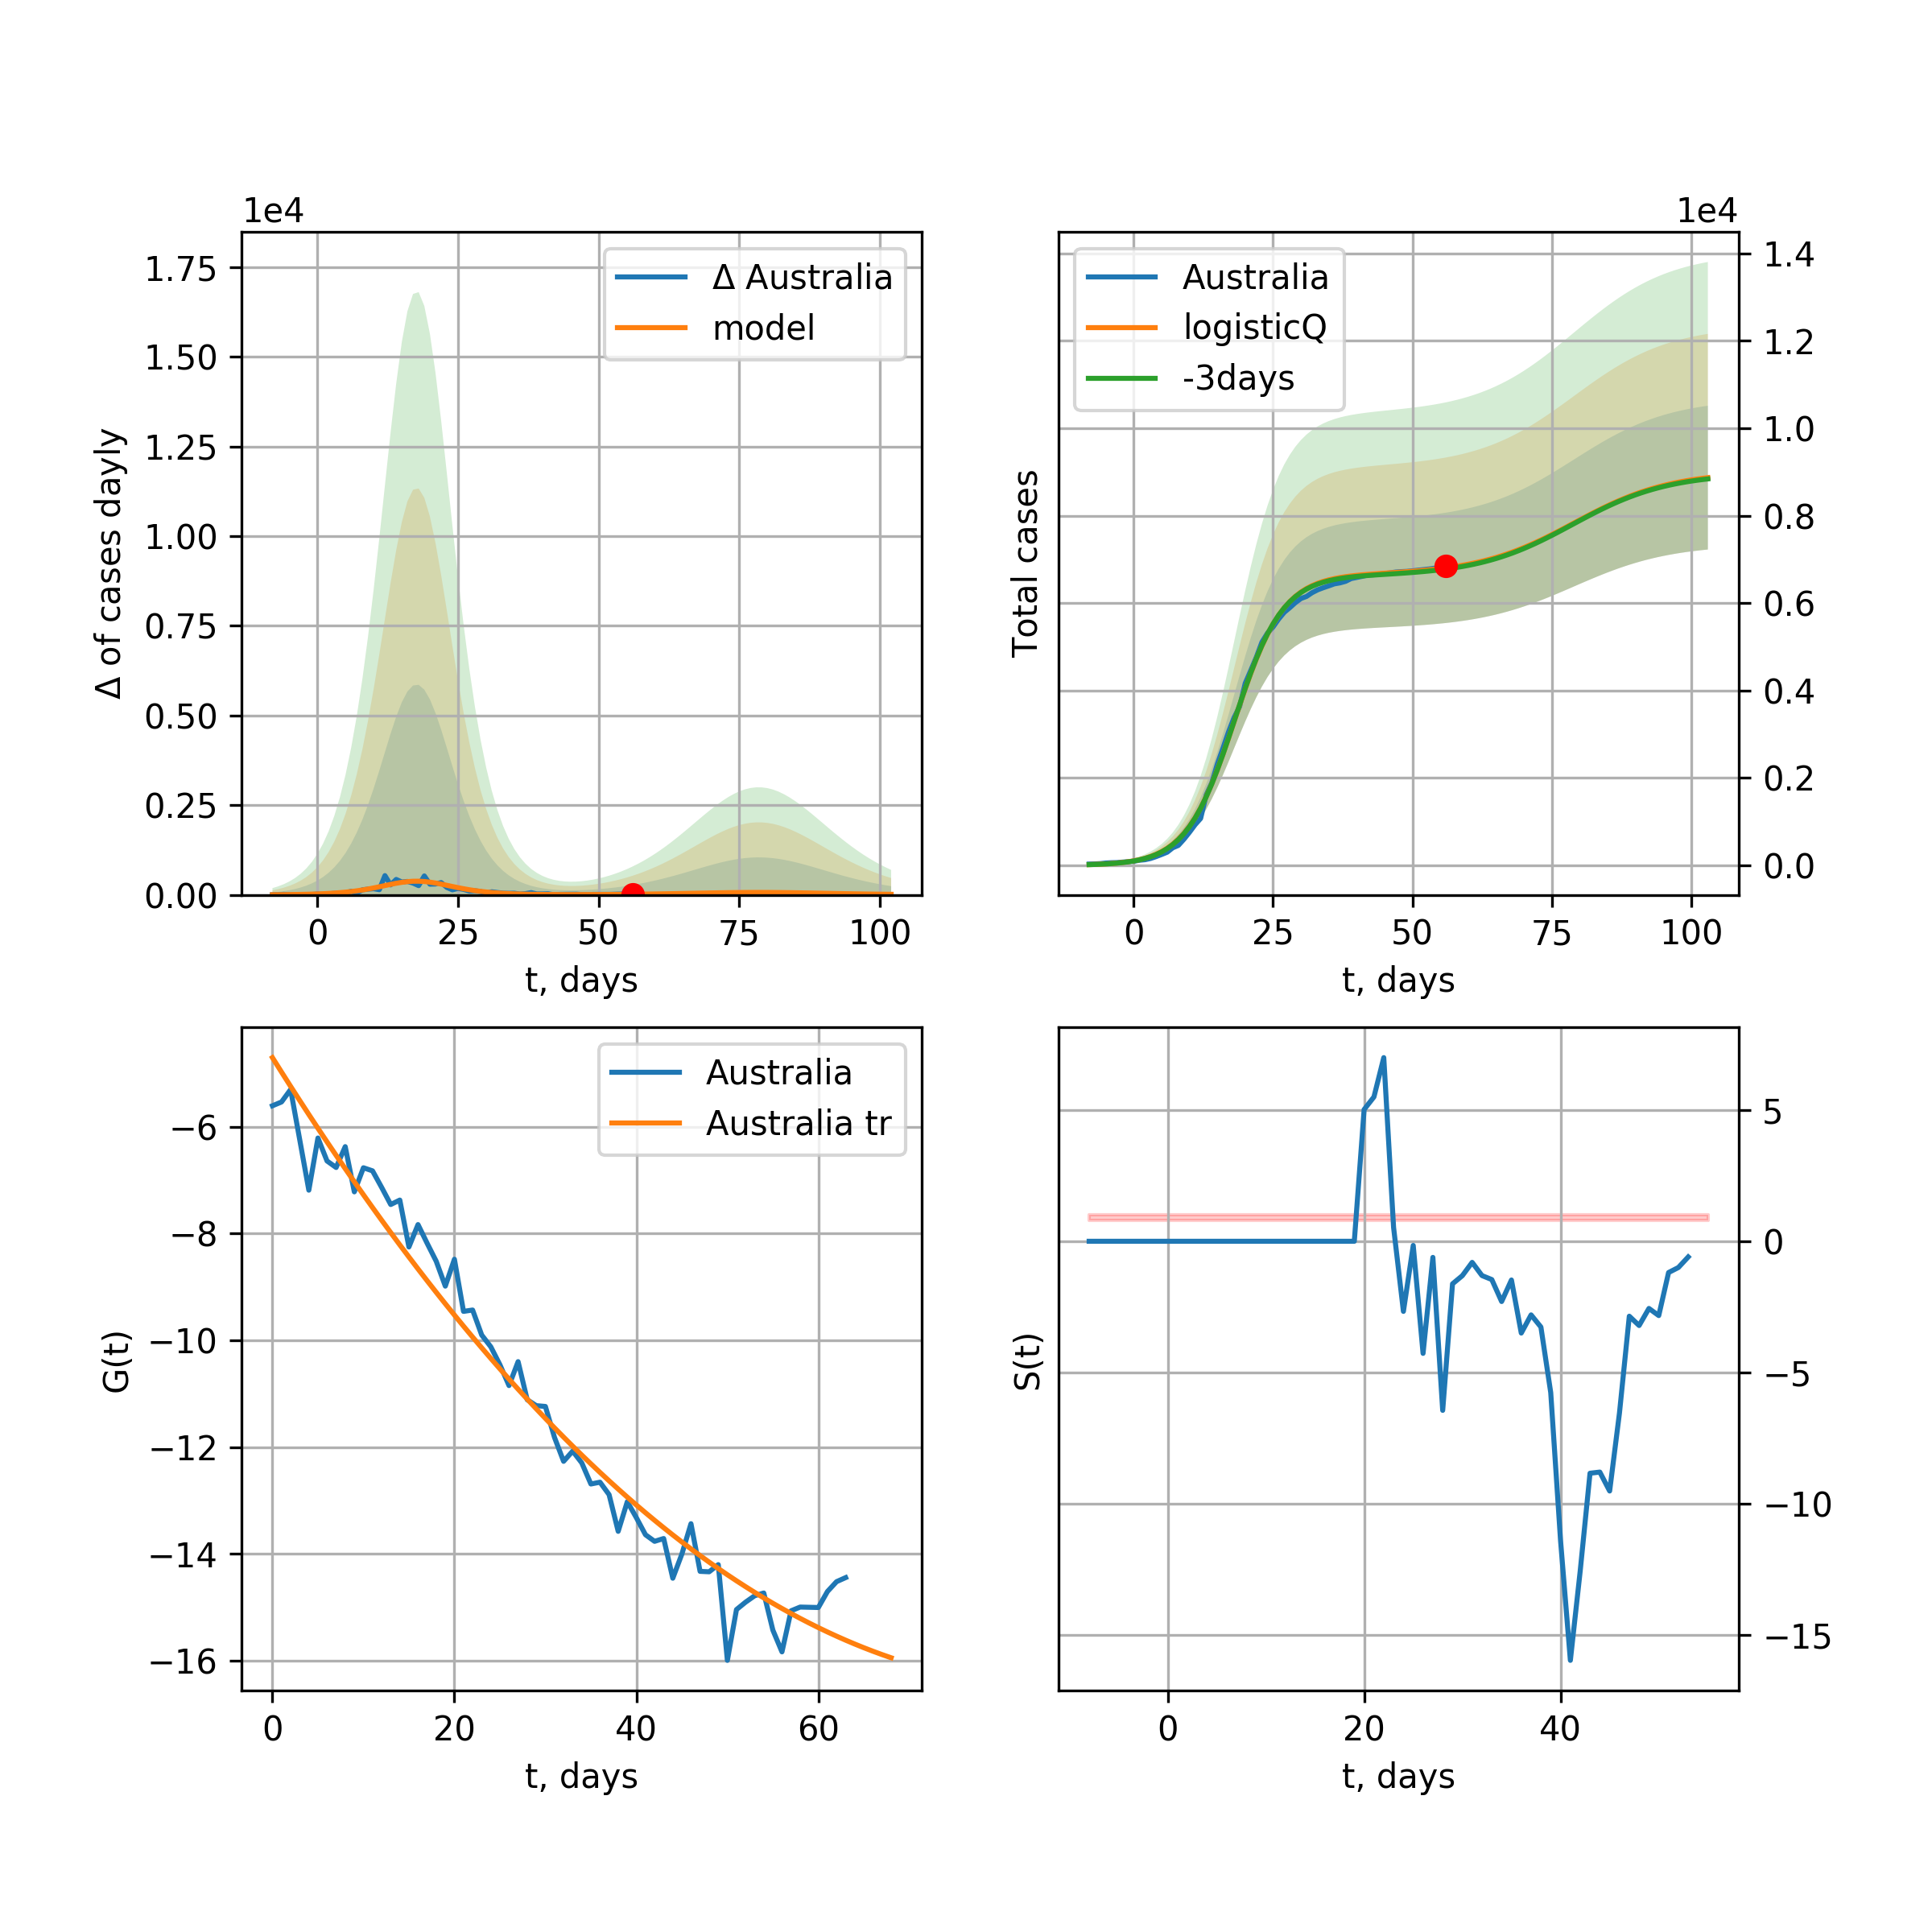 1e4
Δ of cases dayly
1.75
1.50
1.25
1.00
0.75
0.50
0.25
0.00
Δ Australia
model
0 25 50 75 100
t, days
1e4
Total cases
Australia
logisticQ
-3days
1.4
1.2
1.0
0.8
0.6
0.4
0.2
0.0
0 25 50 75 100
t, days
G(t)
−6
−8
−10
−12
−14
−16
Australia
Australia tr
0 20 40 60
t, days
S(t)
5
0
−5
−10
−15
0 20 40
t, days